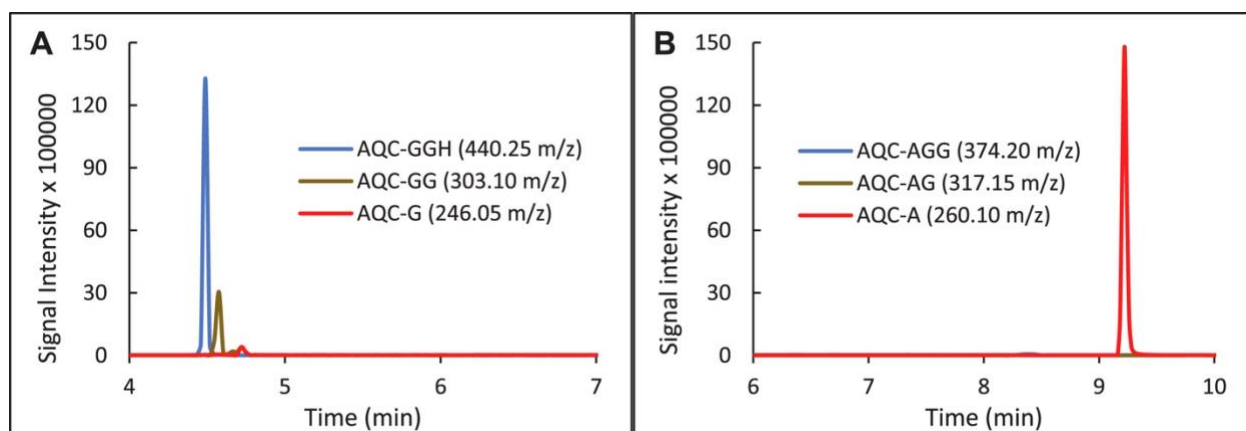 A
Signal Intensity x 100000
150
120
90
60
30
0
AQC-GGH (440.25 m/z)
AQC-GG (303.10 m/z)
AQC-G (246.05 m/z)
4 5 6 7
Time (min)
B
Signal intensity x 100000
150
120
90
60
30
0
AQC-AGG (374.20 m/z)
AQC-AG (317.15 m/z)
AQC-A (260.10 m/z)
6 7 8 9 10
Time (min)